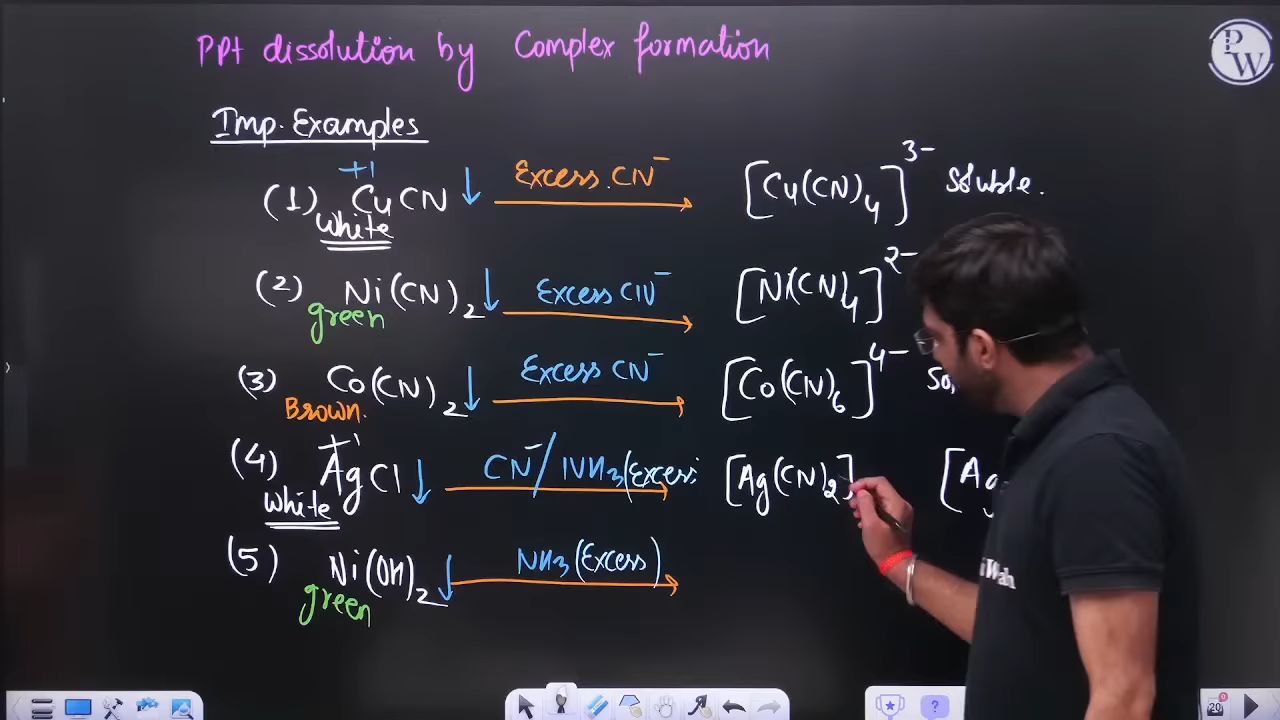 PPt dissolution by Complex formation
PW
Imp. Examples
+1
(1) CuCN ↓ Excess CN⁻ → [Cu(CN)₄]³⁻ Soluble.
White
(2) Ni(CN)₂ ↓ Excess CN⁻ → [Ni(CN)₄]²⁻
green
(3) Co(CN)₂ ↓ Excess CN⁻ → [Co(CN)₆]⁴⁻
Brown.
+1
(4) AgCl ↓ CN⁻/NH₃(Excess → [Ag(CN)₂] [Ag
White
(5) Ni(OH)₂ ↓ NH₃(Excess) →
green
20